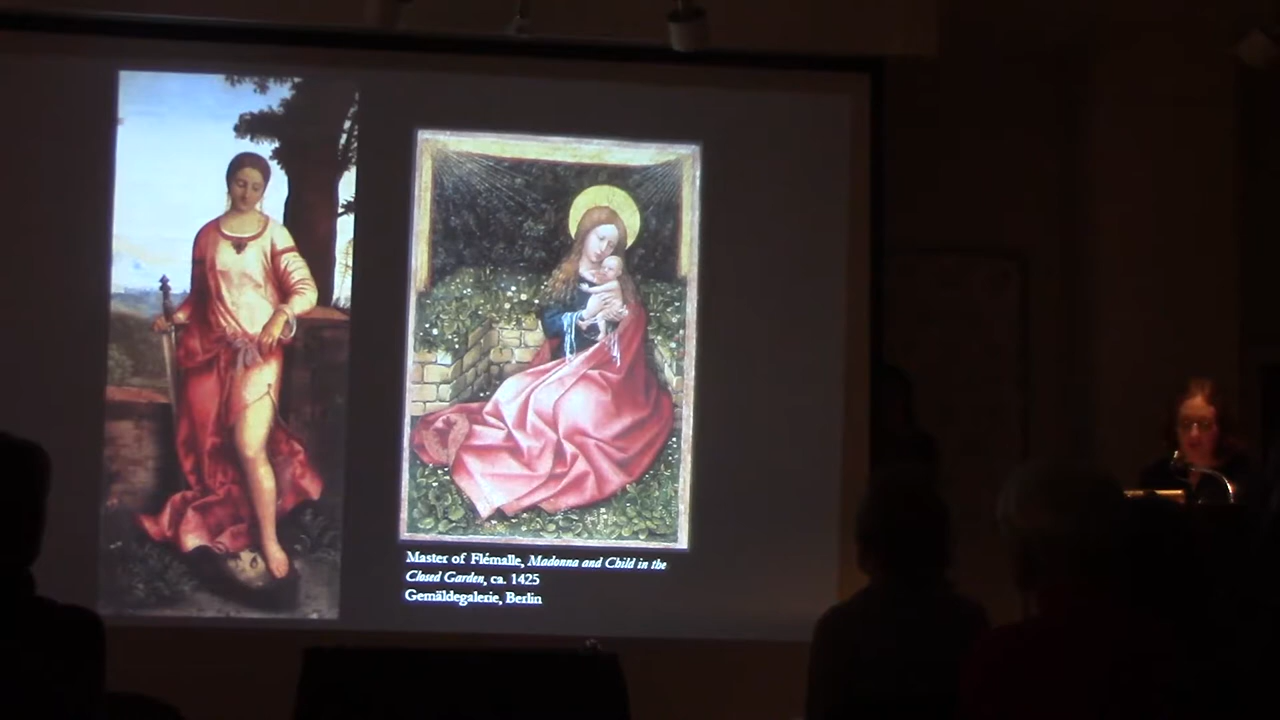 Master of Flémalle, Madonna and Child in the
Closed Garden, ca. 1425
Gemäldegalerie, Berlin